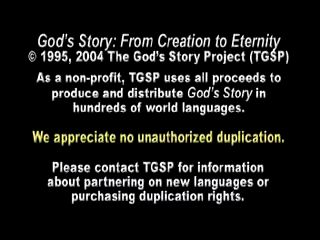 God's Story: From Creation to Eternity
© 1995, 2004 The God's Story Project (TGSP)
As a non-profit, TGSP uses all proceeds to
produce and distribute God's Story in
hundreds of world languages.
We appreciate no unauthorized duplication.
Please contact TGSP for information
about partnering on new languages or
purchasing duplication rights.